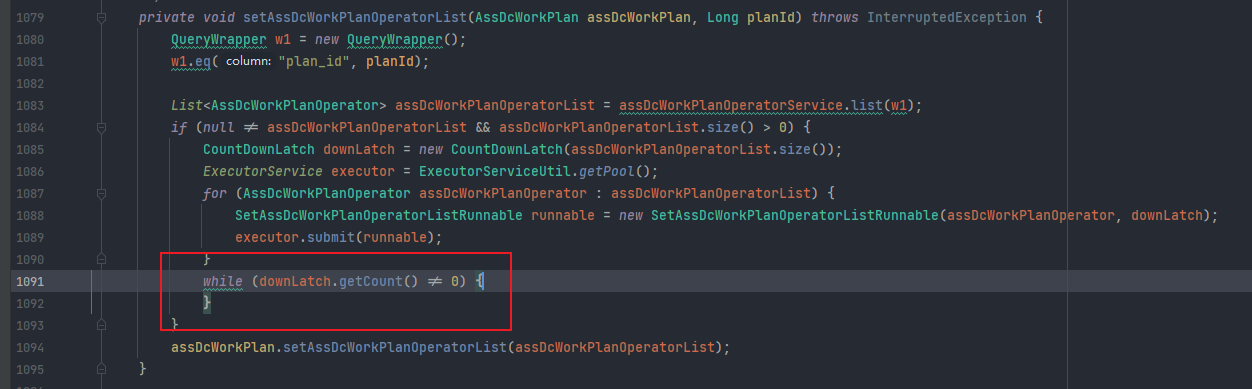 1079 private void setAssDcWorkPlanOperatorList(AssDcWorkPlan assDcWorkPlan, Long planId) throws InterruptedException {
1080 QueryWrapper w1 = new QueryWrapper();
1081 w1.eq( column: "plan_id", planId);
1082
1083 List<AssDcWorkPlanOperator> assDcWorkPlanOperatorList = assDcWorkPlanOperatorService.list(w1);
1084 if (null != assDcWorkPlanOperatorList && assDcWorkPlanOperatorList.size() > 0) {
1085 CountDownLatch downLatch = new CountDownLatch(assDcWorkPlanOperatorList.size());
1086 ExecutorService executor = ExecutorServiceUtil.getPool();
1087 for (AssDcWorkPlanOperator assDcWorkPlanOperator : assDcWorkPlanOperatorList) {
1088 SetAssDcWorkPlanOperatorListRunnable runnable = new SetAssDcWorkPlanOperatorListRunnable(assDcWorkPlanOperator, downLatch);
1089 executor.submit(runnable);
1090 }
1091 while (downLatch.getCount() != 0) {
1092 }
1093 }
1094 assDcWorkPlan.setAssDcWorkPlanOperatorList(assDcWorkPlanOperatorList);
1095 }